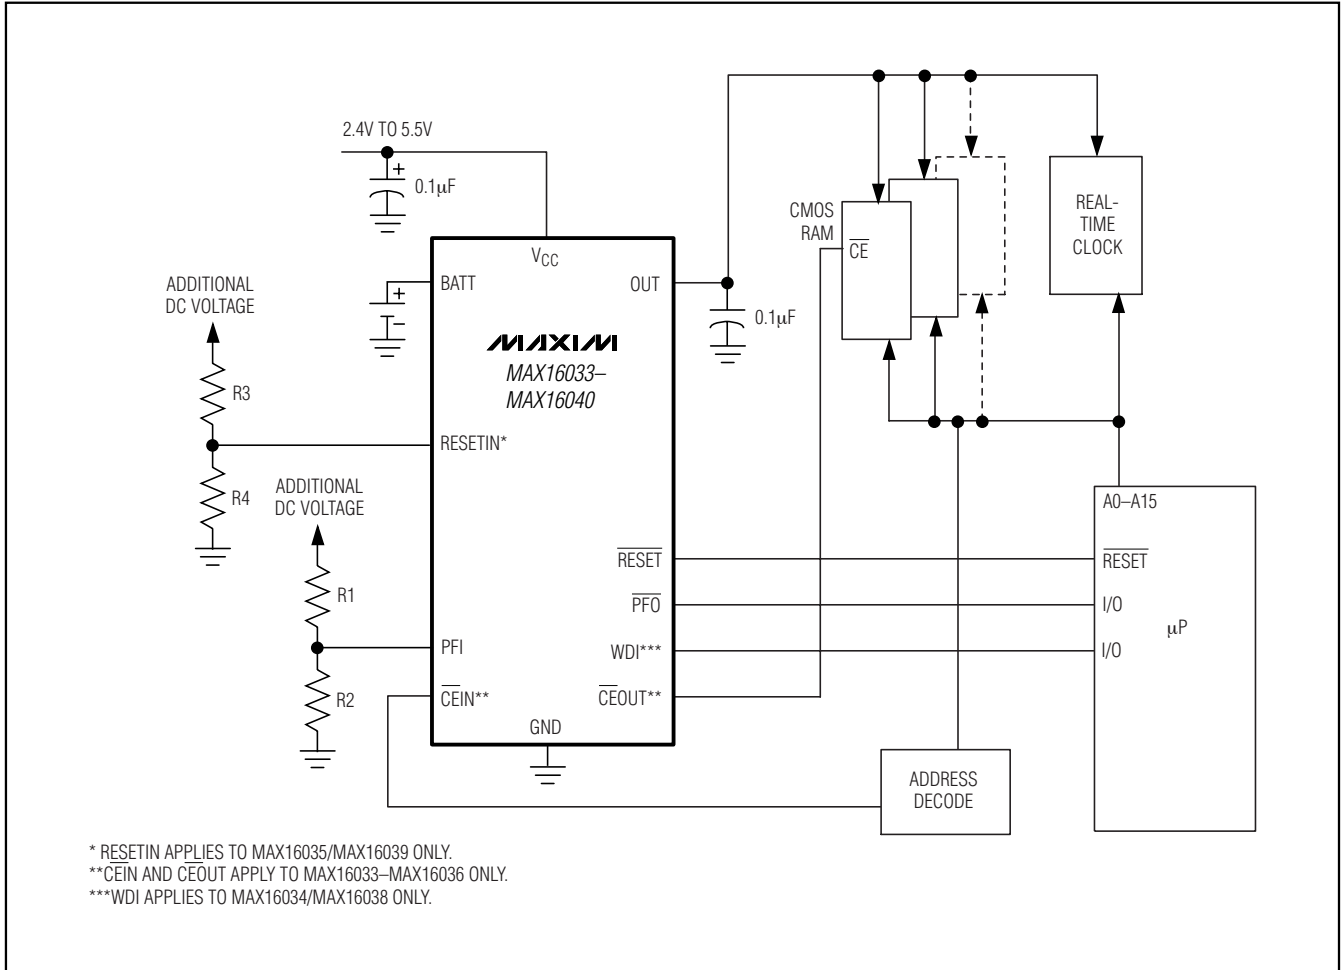 2.4V TO 5.5V
+
0.1µF
CMOS
RAM
CE
REAL-
TIME
CLOCK
VCC
BATT
OUT
+
–
0.1µF
ADDITIONAL
DC VOLTAGE
MAXIM
MAX16033–
MAX16040
R3
RESETIN*
R4
ADDITIONAL
DC VOLTAGE
A0–A15
RESET
RESET
R1
PFO
I/O
µP
PFI
WDI***
I/O
R2
CEIN**
CEOUT**
GND
ADDRESS
DECODE
* RESETIN APPLIES TO MAX16035/MAX16039 ONLY.
**CEIN AND CEOUT APPLY TO MAX16033–MAX16036 ONLY.
***WDI APPLIES TO MAX16034/MAX16038 ONLY.